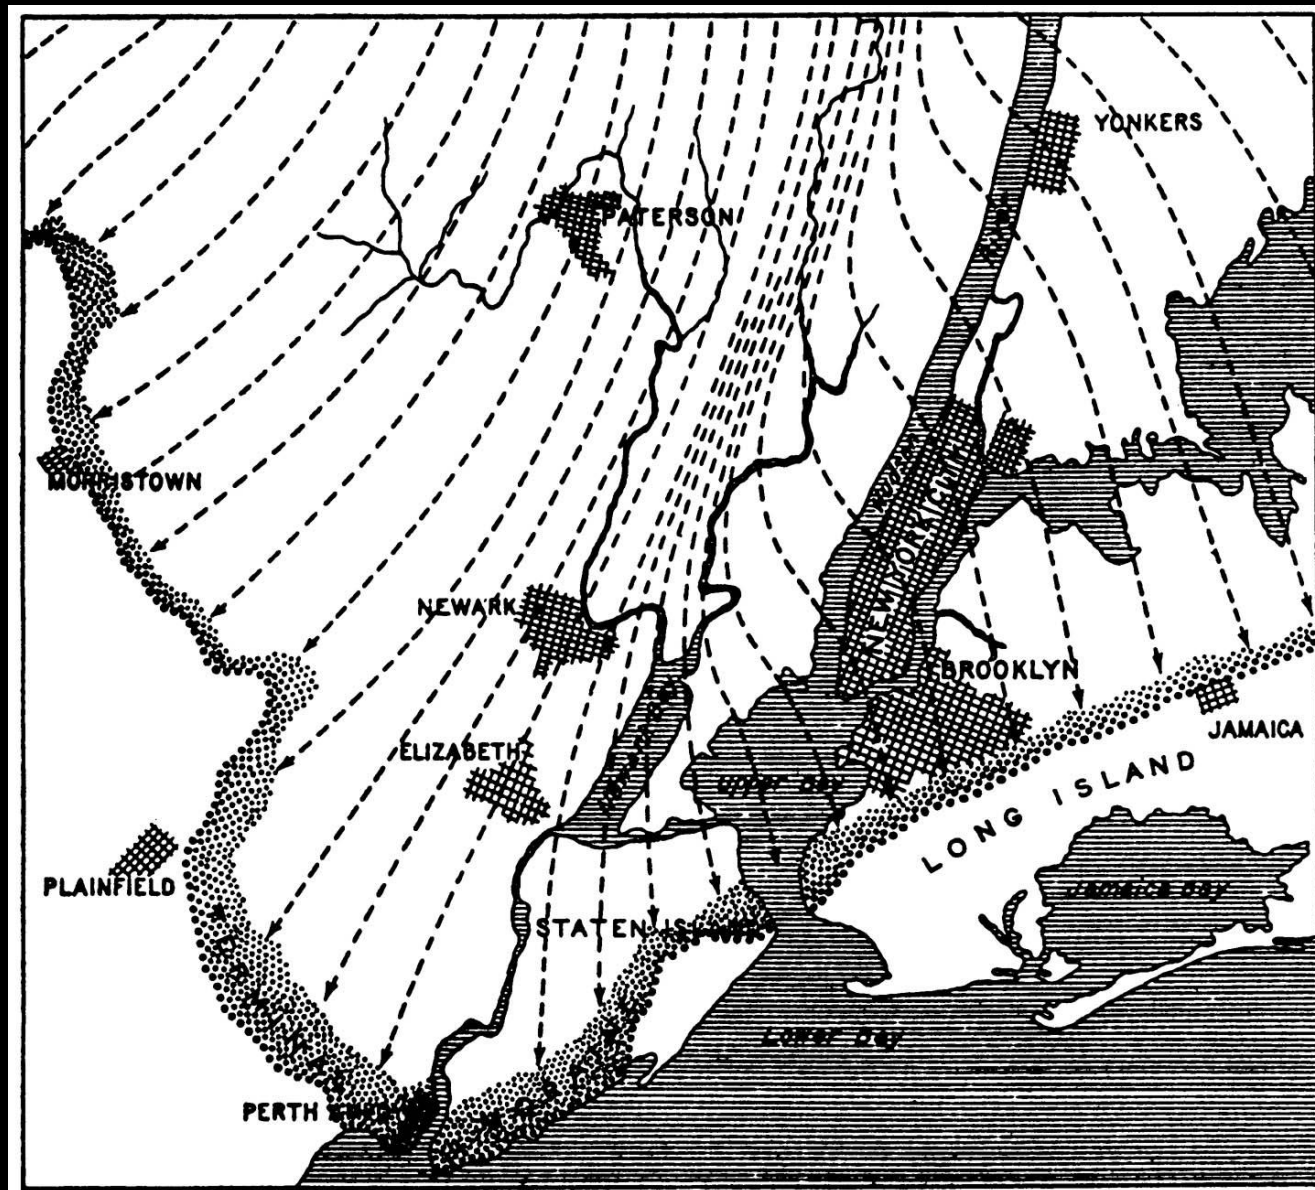 YONKERS
PATERSON
MORRISTOWN
NEW YORK CITY
NEWARK
BROOKLYN
ELIZABETH
JAMAICA
Upper Bay
LONG ISLAND
PLAINFIELD
Jamaica Bay
STATEN ISLAND
Lower Bay
PERTH